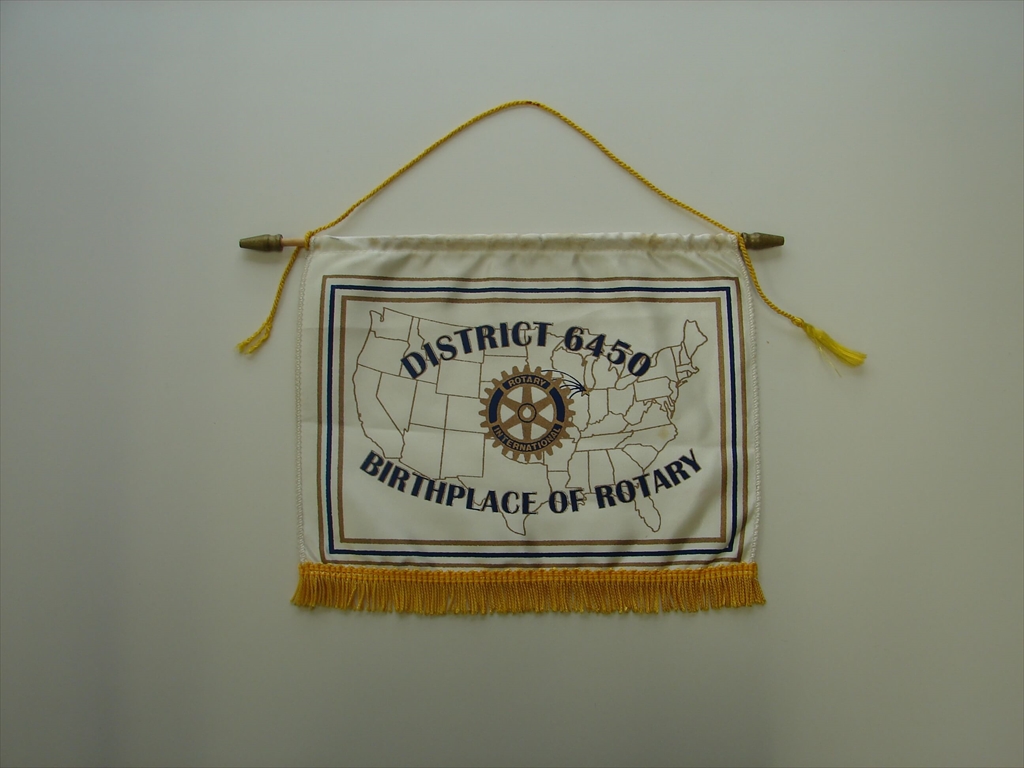 DISTRICT 6450
ROTARY
INTERNATIONAL
BIRTHPLACE OF ROTARY